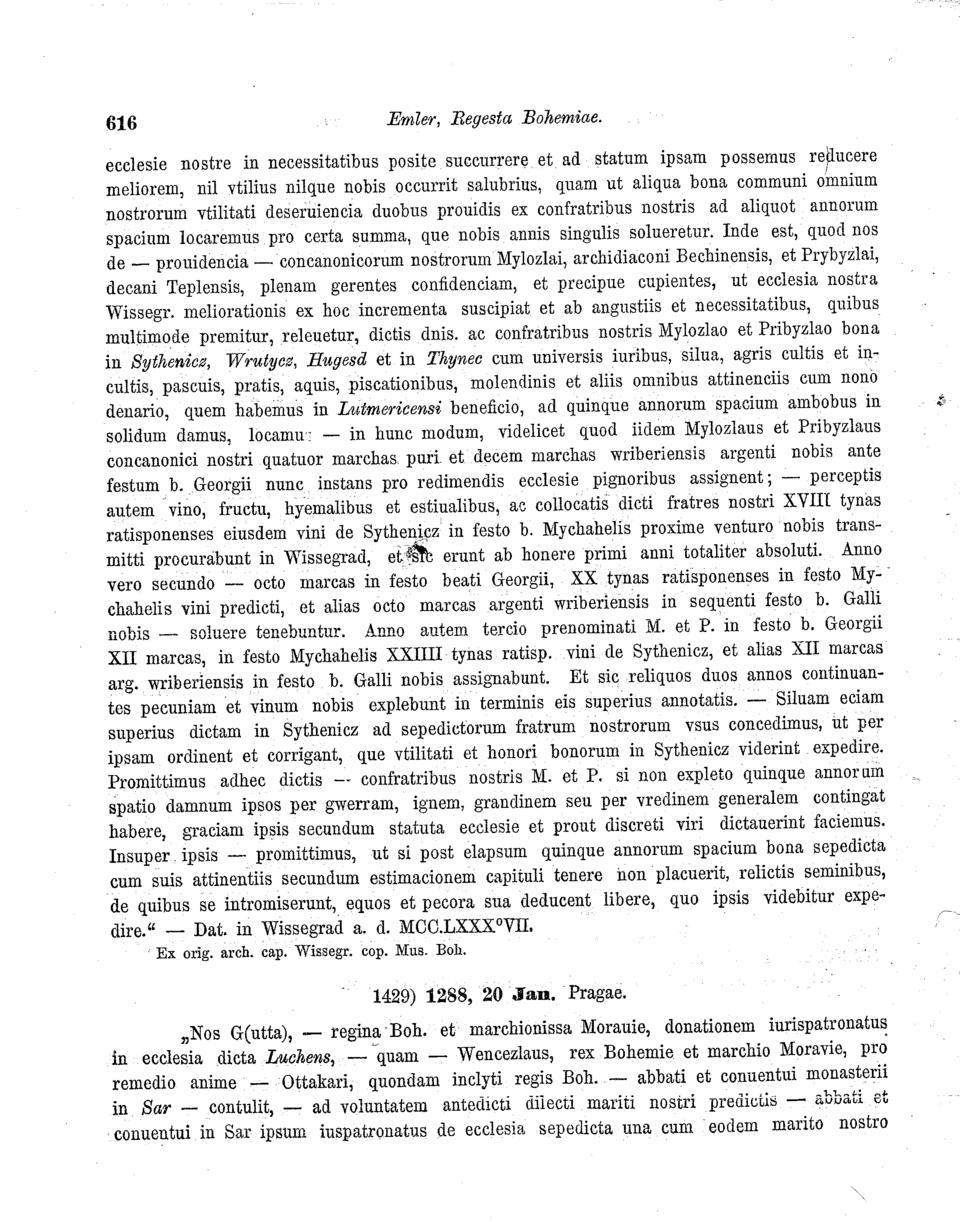 616 Emler, Regesta Bohemiae.
ecclesie nostre in necessitatibus posite succurrere et ad statum ipsam possemus reducere
meliorem, nil vtilius nilque nobis occurrit salubrius, quam ut aliqua bona communi omnium
nostrorum vtilitati deseruiencia duobus prouidis ex confratribus nostris ad aliquot annorum
spacium locaremus pro certa summa, que nobis annis singulis solueretur. Inde est, quod nos
de — prouidencia — concanonicorum nostrorum Mylozlai, archidiaconi Bechinensis, et Prybyzlai,
decani Teplensis, plenam gerentes confidenciam, et precipue cupientes, ut ecclesia nostra
Wissegr. meliorationis ex hoc incrementa suscipiat et ab angustiis et necessitatibus, quibus
multimode premitur, releuetur, dictis dnis. ac confratribus nostris Mylozlao et Pribyzlao bona
in Sythenicz, Wrutycz, Hugesd et in Thynec cum universis iuribus, silua, agris cultis et in-
cultis, pascuis, pratis, aquis, piscationibus, molendinis et aliis omnibus attinenciis cum nono
denario, quem habemus in Lutmericensi beneficio, ad quinque annorum spacium ambobus in
solidum damus, locamus — in hunc modum, videlicet quod iidem Mylozlaus et Pribyzlaus
concanonici nostri quatuor marchas puri et decem marchas wriberiensis argenti nobis ante
festum b. Georgii nunc instans pro redimendis ecclesie pignoribus assignent; — perceptis
autem vino, fructu, hyemalibus et estiualibus, ac collocatis dicti fratres nostri XVIII tynas
ratisponenses eiusdem vini de Sythenicz in festo b. Mychahelis proxime venturo nobis trans-
mitti procurabunt in Wissegrad, et sic erunt ab honere primi anni totaliter absoluti. Anno
vero secundo — octo marcas in festo beati Georgii, XX tynas ratisponenses in festo My-
chahelis vini predicti, et alias octo marcas argenti wriberiensis in sequenti festo b. Galli
nobis — soluere tenebuntur. Anno autem tercio prenominati M. et P. in festo b. Georgii
XII marcas, in festo Mychahelis XXIIII tynas ratisp. vini de Sythenicz, et alias XII marcas
arg. wriberiensis in festo b. Galli nobis assignabunt. Et sic reliquos duos annos continuan-
tes pecuniam et vinum nobis explebunt in terminis eis superius annotatis. — Siluam eciam
superius dictam in Sythenicz ad sepedictorum fratrum nostrorum vsus concedimus, ut per
ipsam ordinent et corrigant, que vtilitati et honori bonorum in Sythenicz viderint expedire.
Promittimus adhec dictis — confratribus nostris M. et P. si non expleto quinque annorum
spatio damnum ipsos per gwerram, ignem, grandinem seu per vredinem generalem contingat
habere, graciam ipsis secundum statuta ecclesie et prout discreti viri dictauerint faciemus.
Insuper ipsis — promittimus, ut si post elapsum quinque annorum spacium bona sepedicta
cum suis attinentiis secundum estimacionem capituli tenere non placuerit, relictis seminibus,
de quibus se intromiserunt, equos et pecora sua deducent libere, quo ipsis videbitur expe-
dire.“ — Dat. in Wissegrad a. d. MCC.LXXX⁰VII.
Ex orig. arch. cap. Wissegr. cop. Mus. Boh.
1429) 1288, 20 Jan. Pragae.
„Nos G(utta), — regina Boh. et marchionissa Morauie, donationem iurispatronatus
in ecclesia dicta Luchens, — quam — Wencezlaus, rex Bohemie et marchio Moravie, pro
remedio anime — Ottakari, quondam inclyti regis Boh. — abbati et conuentui monasterii
in Sar — contulit, — ad voluntatem antedicti dilecti mariti nostri predictis — abbati et
conuentui in Sar ipsum iuspatronatus de ecclesia sepedicta una cum eodem marito nostro